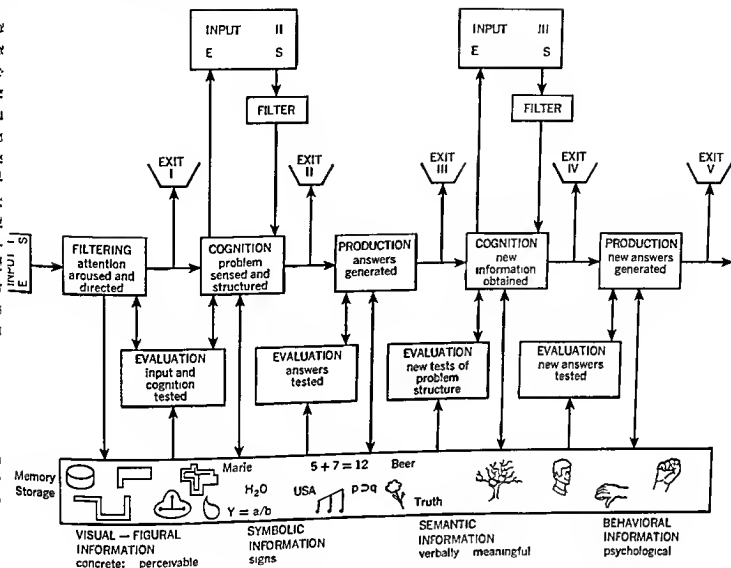 INPUT II
E S
INPUT III
E S
FILTER
FILTER
EXIT
I
EXIT
II
EXIT
III
EXIT
IV
EXIT
V
INPUT I
E S
FILTERING
attention
aroused and
directed
COGNITION
problem
sensed and
structured
PRODUCTION
answers
generated
COGNITION
new
information
obtained
PRODUCTION
new answers
generated
EVALUATION
input and
cognition
tested
EVALUATION
answers
tested
EVALUATION
new tests of
problem
structure
EVALUATION
new answers
tested
Memory
Storage
Marie
5 + 7 = 12
Beer
H₂O
USA
p⊃q
Y = a/b
Truth
VISUAL – FIGURAL
INFORMATION
concrete; perceivable
SYMBOLIC
INFORMATION
signs
SEMANTIC
INFORMATION
verbally meaningful
BEHAVIORAL
INFORMATION
psychological